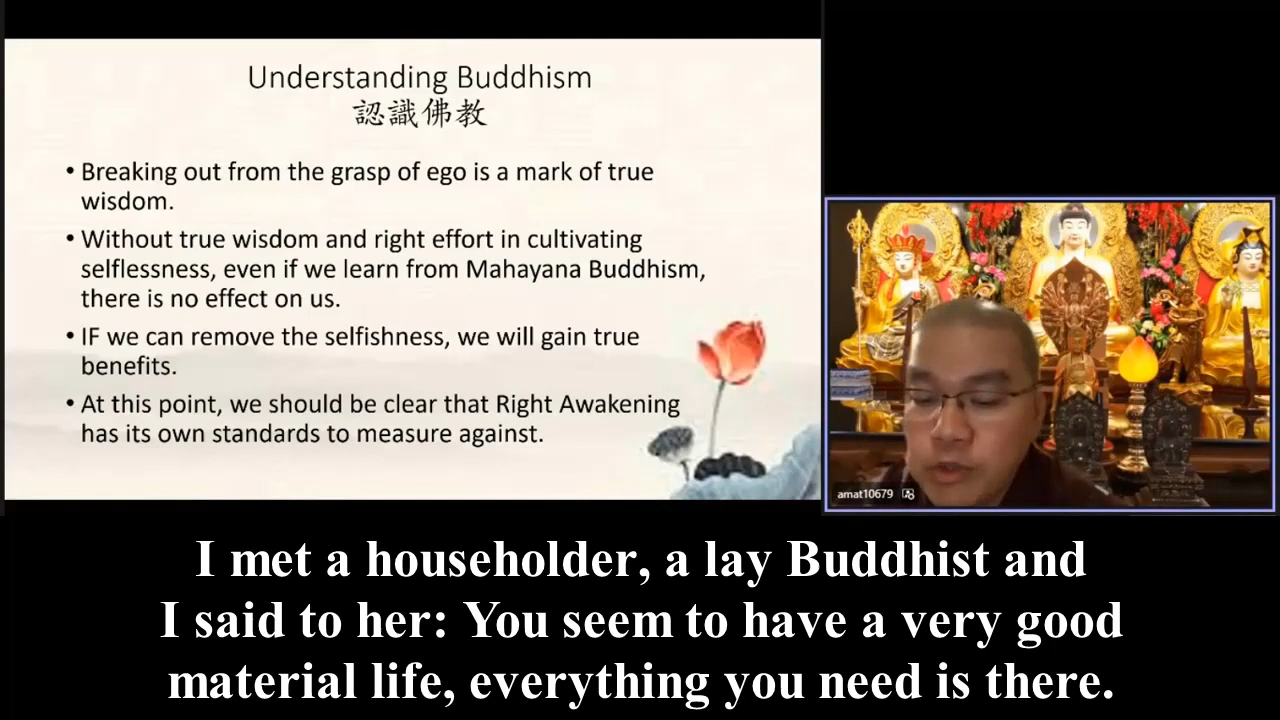 Understanding Buddhism
認識佛教
• Breaking out from the grasp of ego is a mark of true
wisdom.
• Without true wisdom and right effort in cultivating
selflessness, even if we learn from Mahayana Buddhism,
there is no effect on us.
• IF we can remove the selfishness, we will gain true
benefits.
• At this point, we should be clear that Right Awakening
has its own standards to measure against.
amat10679
I met a householder, a lay Buddhist and
I said to her: You seem to have a very good
material life, everything you need is there.